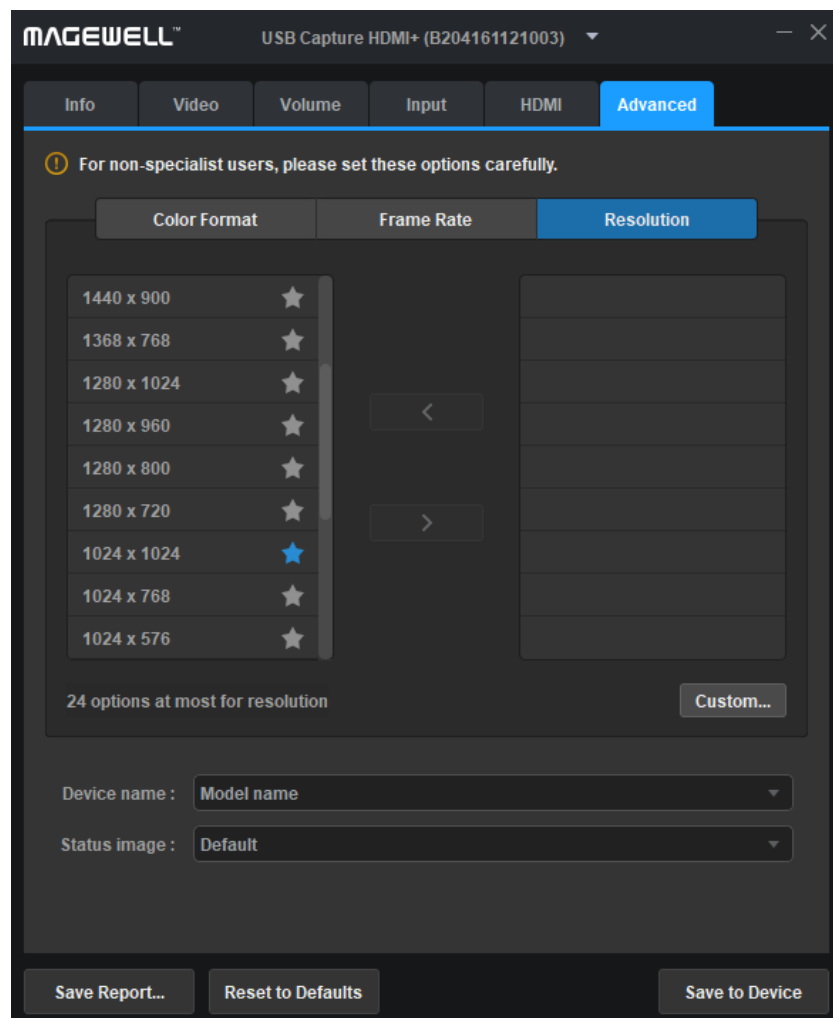 MAGEWELL™ USB Capture HDMI+ (B204161121003)
Info Video Volume Input HDMI Advanced
For non-specialist users, please set these options carefully.
Color Format Frame Rate Resolution
1440 x 900
1368 x 768
1280 x 1024
1280 x 960
1280 x 800
1280 x 720
1024 x 1024
1024 x 768
1024 x 576
24 options at most for resolution Custom...
Device name : Model name
Status image : Default
Save Report... Reset to Defaults Save to Device